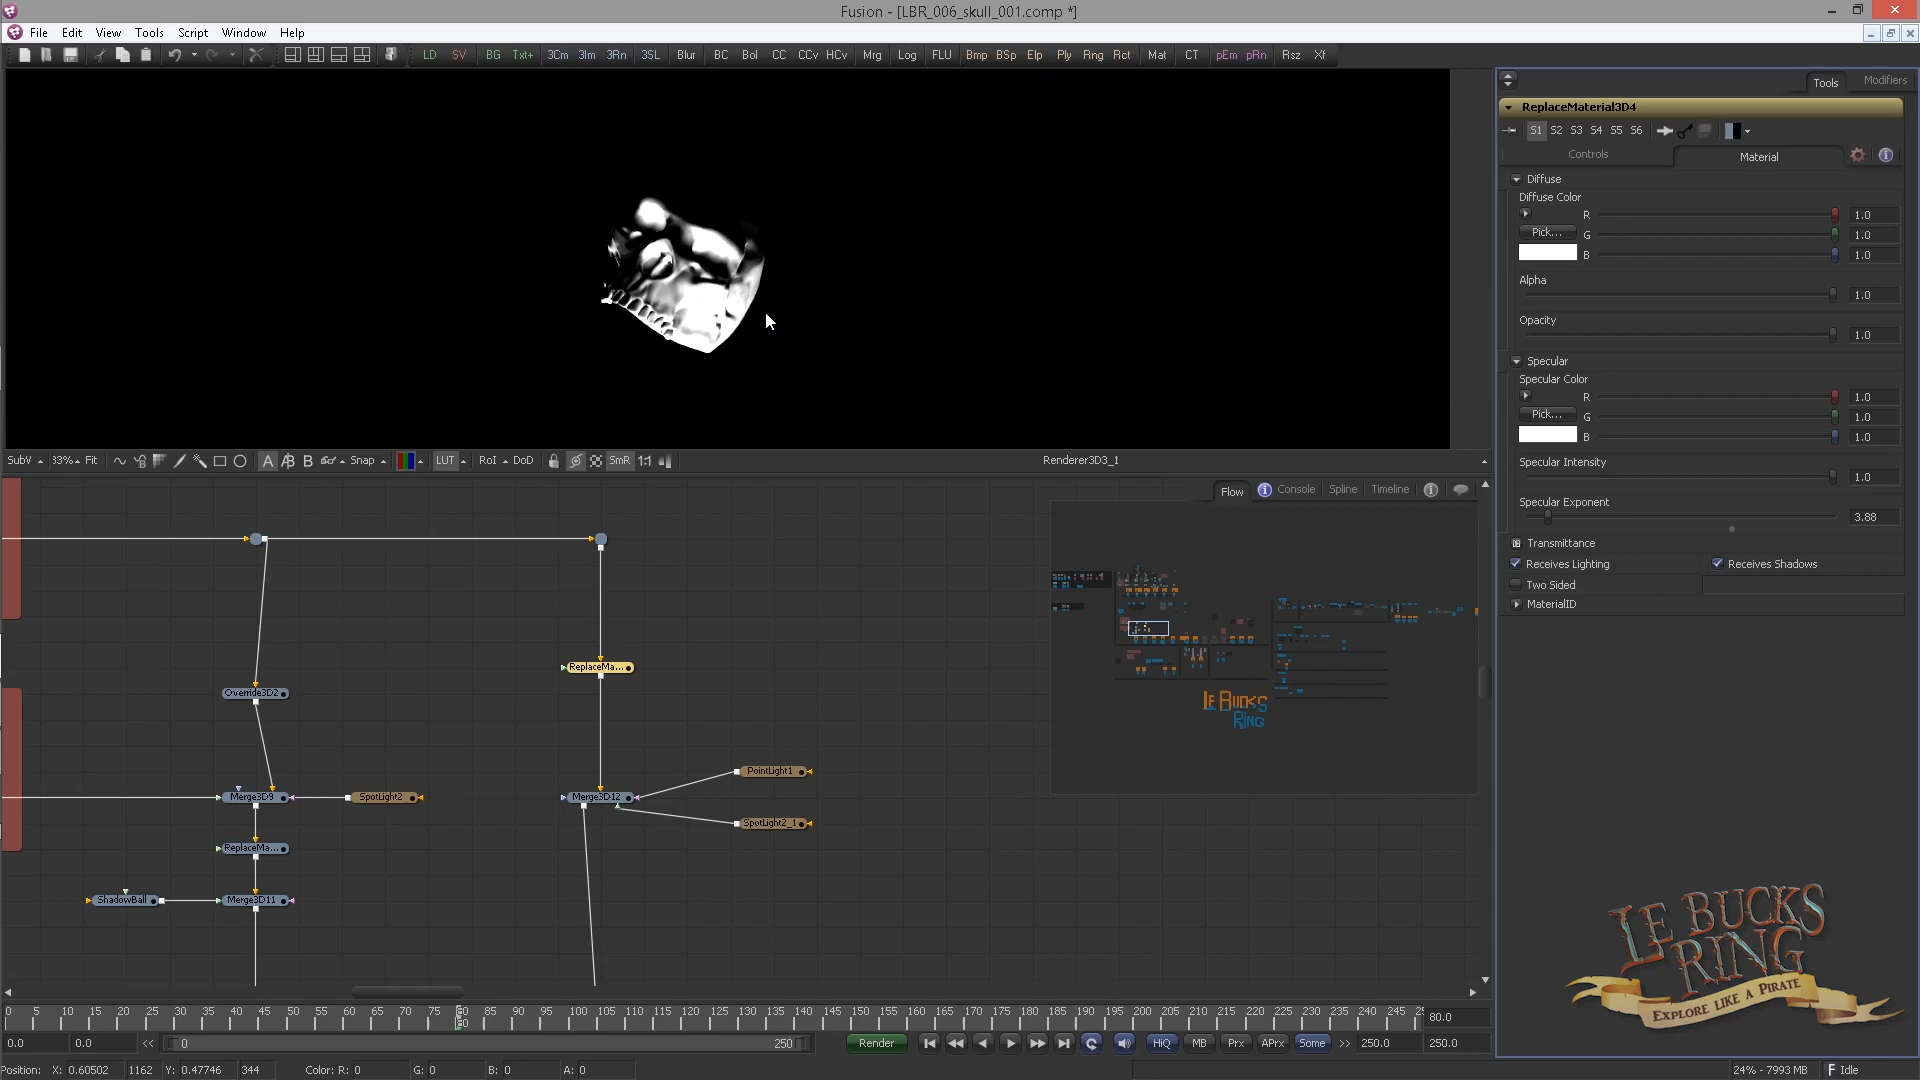 Fusion - [LBR_006_skull_001.comp *]
File Edit View Tools Script Window Help
LD SV BG Txt+ 3Cm 3Im 3Rn 3SL Blur BC Bol CC CCv HCv Mrg Log FLU Bmp BSp Elp Ply Rng Rct Mat CT pEm pRn Rsz Xf
Tools Modifiers
ReplaceMaterial3D4
S1 S2 S3 S4 S5 S6
Controls Material
Diffuse
Diffuse Color
R 1.0
Pick... G 1.0
B 1.0
Alpha
1.0
Opacity
1.0
Specular
Specular Color
R 1.0
Pick... G 1.0
B 1.0
Specular Intensity
1.0
Specular Exponent
3.88
Transmittance
Receives Lighting Receives Shadows
Two Sided
MaterialID
SubV 33% Fit A B Snap LUT RoI DoD SmR 1:1 Renderer3D3_1
Flow Console Spline Timeline
ReplaceMa...
Override3D2
PointLight1
Merge3D9 SpotLight2 Merge3D12
SpotLight2_1
ReplaceMa...
ShadowBall Merge3D11
LE BUCKS
RING
LE BUCKS
RING
EXPLORE LIKE A PIRATE
0 5 10 15 20 25 30 35 40 45 50 55 60 65 70 75 80 85 90 95 100 105 110 115 120 125 130 135 140 145 150 155 160 165 170 175 180 185 190 195 200 205 210 215 220 225 230 235 240 245 80.0
0.0 0.0 << 0 250 Render HiQ MB Prx APrx Some >> 250.0 250.0
Position: X: 0.60502 1162 Y: 0.47746 344 Color: R: 0 G: 0 B: 0 A: 0 24% - 7993 MB Idle